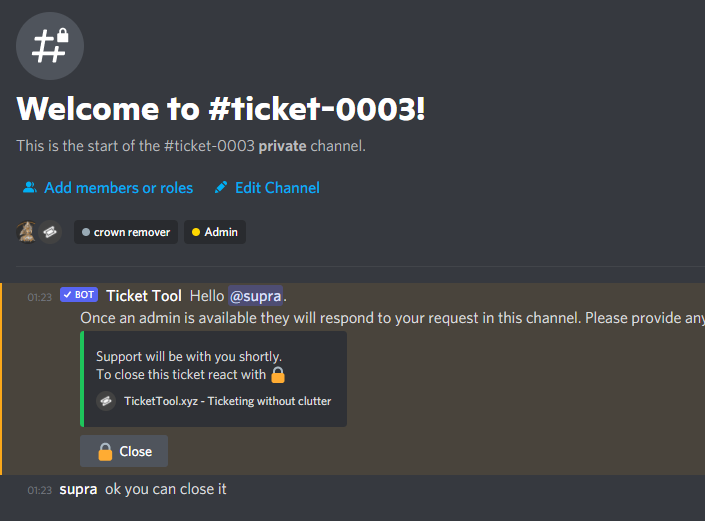 Welcome to #ticket-0003!
This is the start of the #ticket-0003 private channel.
Add members or roles Edit Channel
crown remover Admin
01:23 BOT Ticket Tool Hello @supra.
Once an admin is available they will respond to your request in this channel. Please provide any
Support will be with you shortly.
To close this ticket react with 🔒
TicketTool.xyz - Ticketing without clutter
Close
01:23 supra ok you can close it